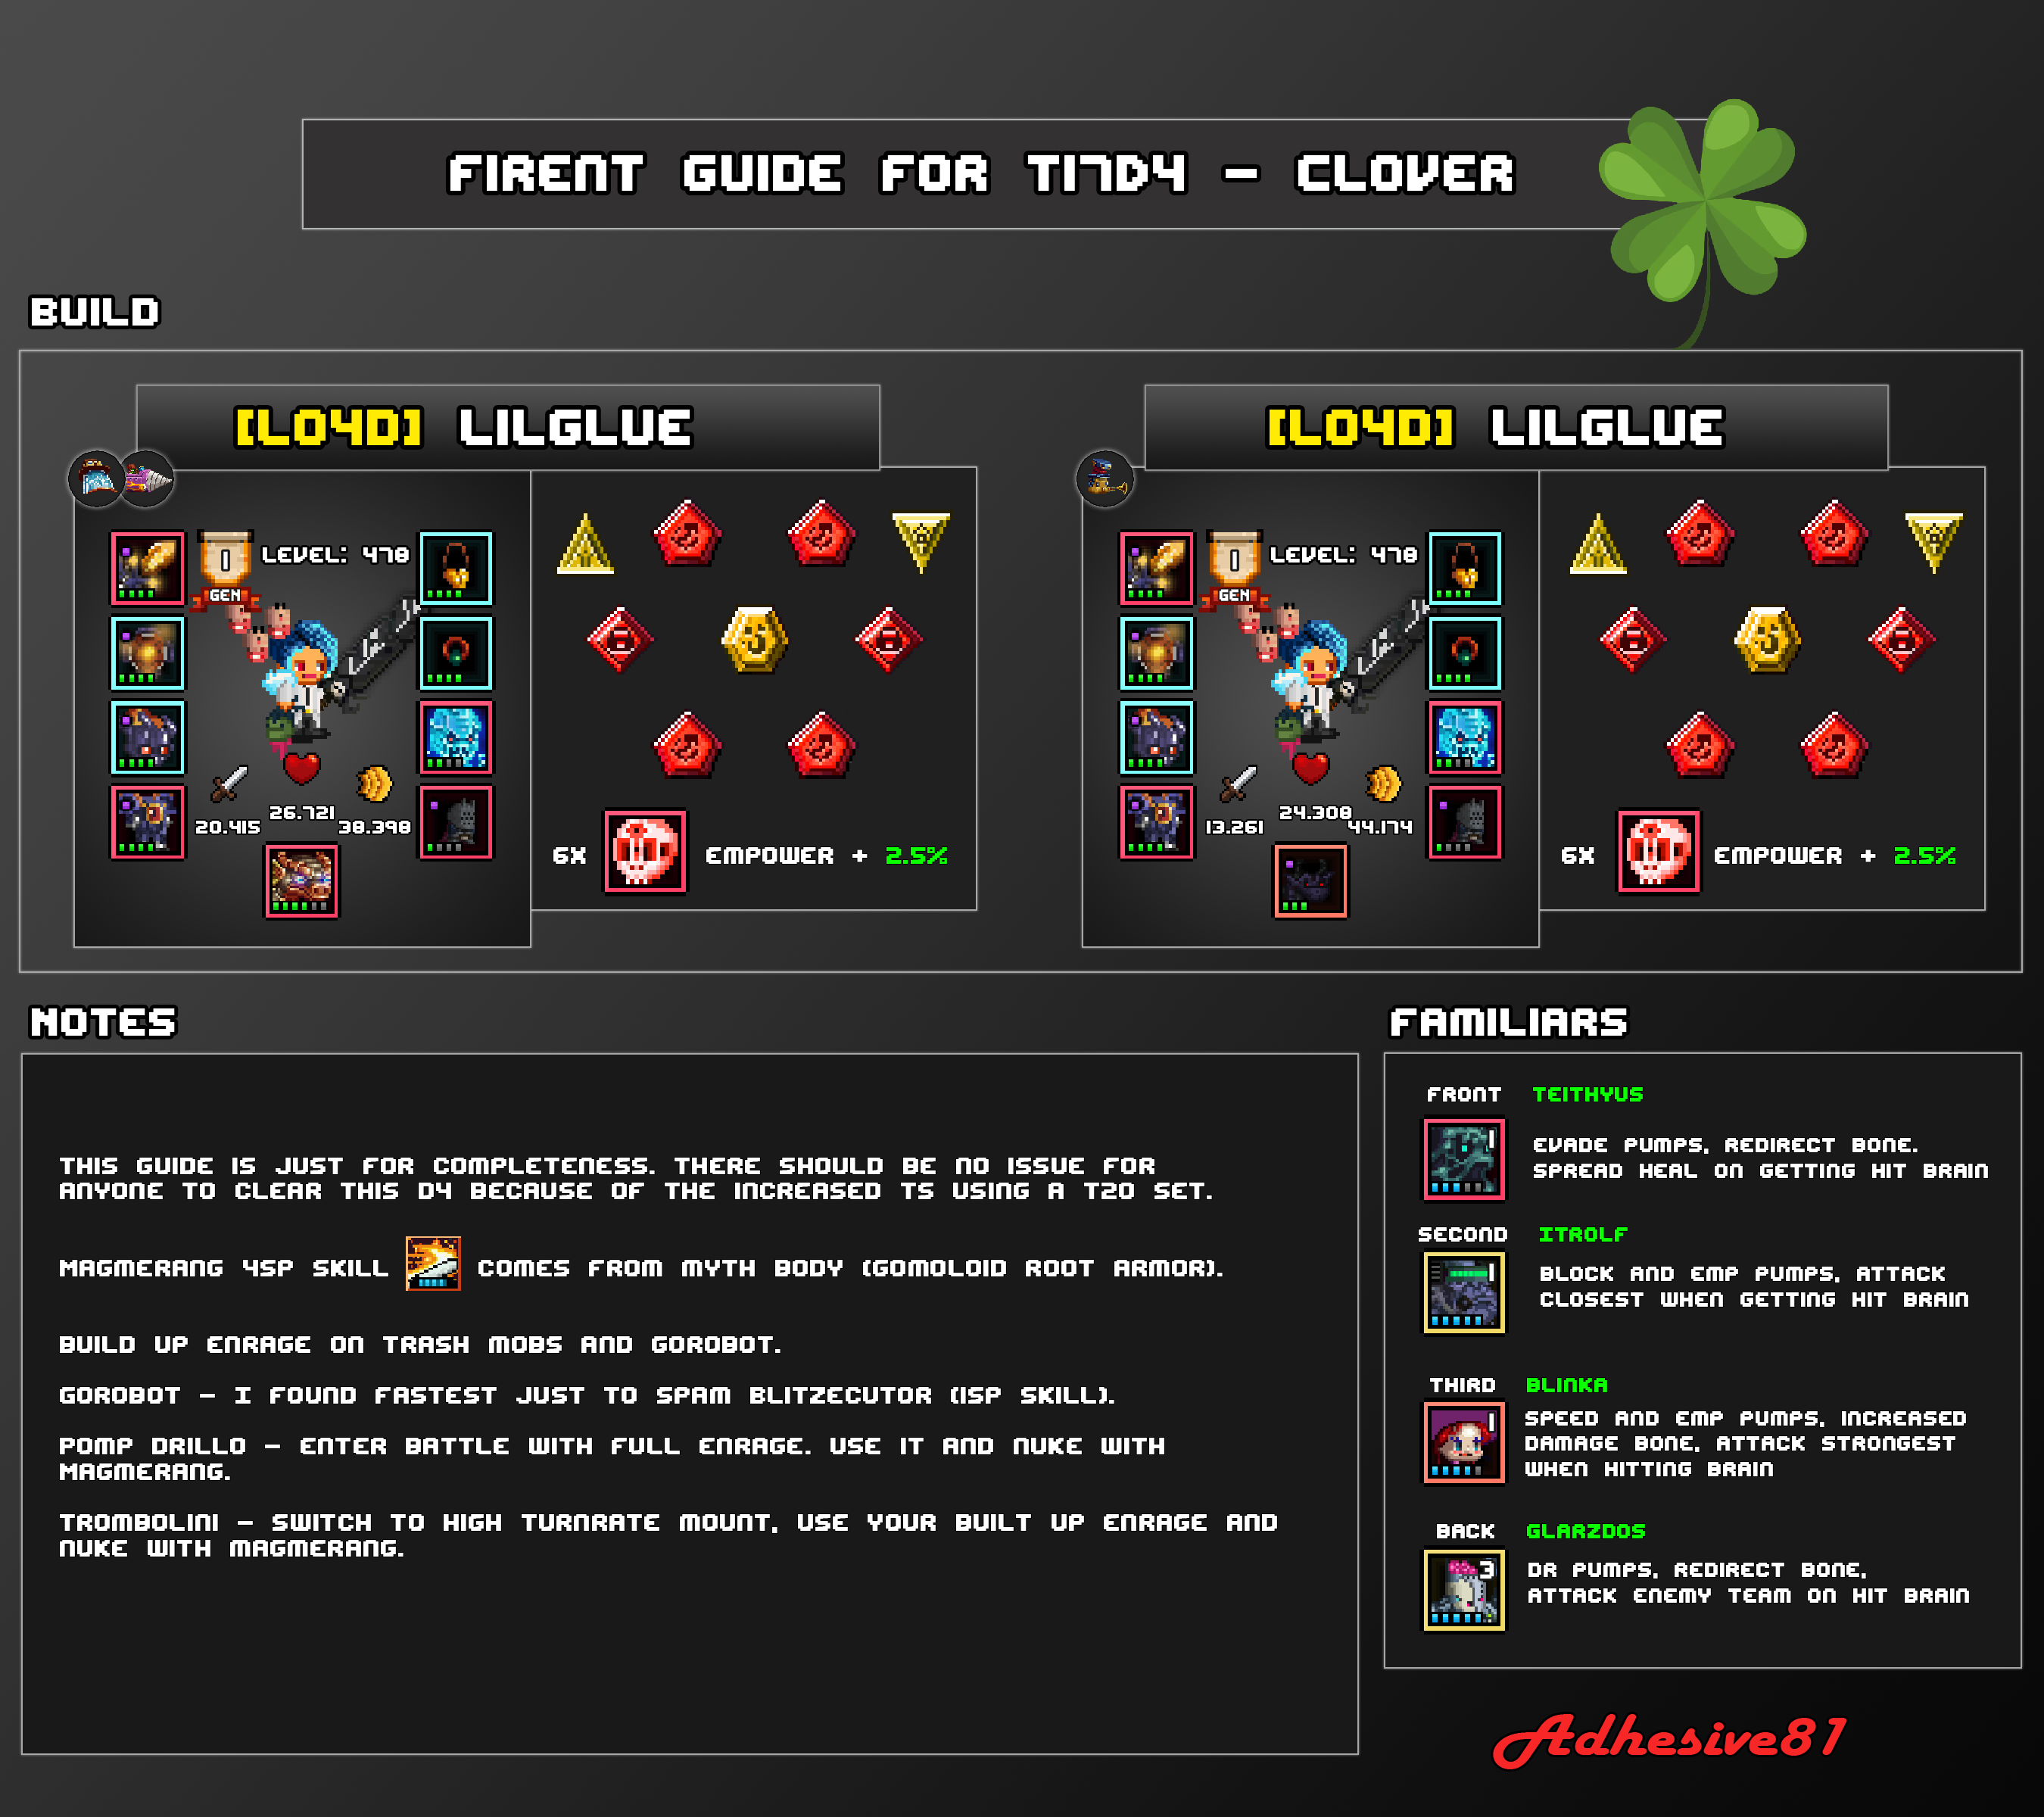 FIRENT GUIDE FOR T17D4 - CLOVER
BUILD
[LO4D] LILGLUE
1
GEN
LEVEL: 478
20.415
26.721
38.398
6X
EMPOWER + 2.5%
[LO4D] LILGLUE
1
GEN
LEVEL: 478
13.261
24.308
44.174
6X
EMPOWER + 2.5%
NOTES
THIS GUIDE IS JUST FOR COMPLETENESS. THERE SHOULD BE NO ISSUE FOR
ANYONE TO CLEAR THIS D4 BECAUSE OF THE INCREASED TS USING A T20 SET.
MAGMERANG 4SP SKILL COMES FROM MYTH BODY (GOMOLOID ROOT ARMOR).
BUILD UP ENRAGE ON TRASH MOBS AND GOROBOT.
GOROBOT - I FOUND FASTEST JUST TO SPAM BLITZECUTOR (1SP SKILL).
POMP DRILLO - ENTER BATTLE WITH FULL ENRAGE. USE IT AND NUKE WITH
MAGMERANG.
TROMBOLINI - SWITCH TO HIGH TURNRATE MOUNT, USE YOUR BUILT UP ENRAGE AND
NUKE WITH MAGMERANG.
FAMILIARS
FRONT TEITHYUS
1
EVADE PUMPS, REDIRECT BONE.
SPREAD HEAL ON GETTING HIT BRAIN
SECOND ITROLF
1
BLOCK AND EMP PUMPS, ATTACK
CLOSEST WHEN GETTING HIT BRAIN
THIRD BLINKA
1
SPEED AND EMP PUMPS, INCREASED
DAMAGE BONE, ATTACK STRONGEST
WHEN HITTING BRAIN
BACK GLARZDOS
3
DR PUMPS, REDIRECT BONE,
ATTACK ENEMY TEAM ON HIT BRAIN
Adhesive81